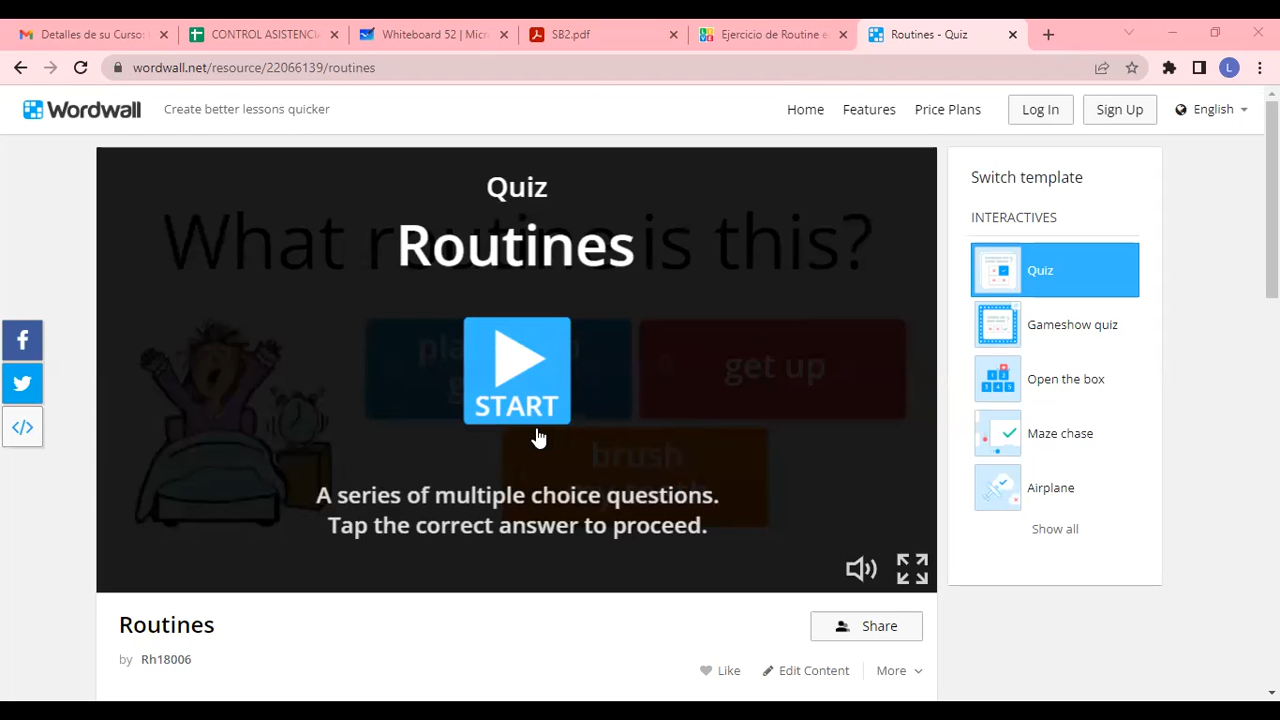 Detalles de su Curso:
CONTROL ASISTENCI
Whiteboard 52 | Micr
SB2.pdf
Ejercicio de Routine e
Routines - Quiz
wordwall.net/resource/22066139/routines
L
Wordwall
Create better lessons quicker
Home
Features
Price Plans
Log In
Sign Up
English
Quiz
What routine is this?
Routines
get up
START
brush
A series of multiple choice questions.
Tap the correct answer to proceed.
Switch template
INTERACTIVES
Quiz
Gameshow quiz
Open the box
Maze chase
Airplane
Show all
Routines
Share
by Rh18006
Like
Edit Content
More